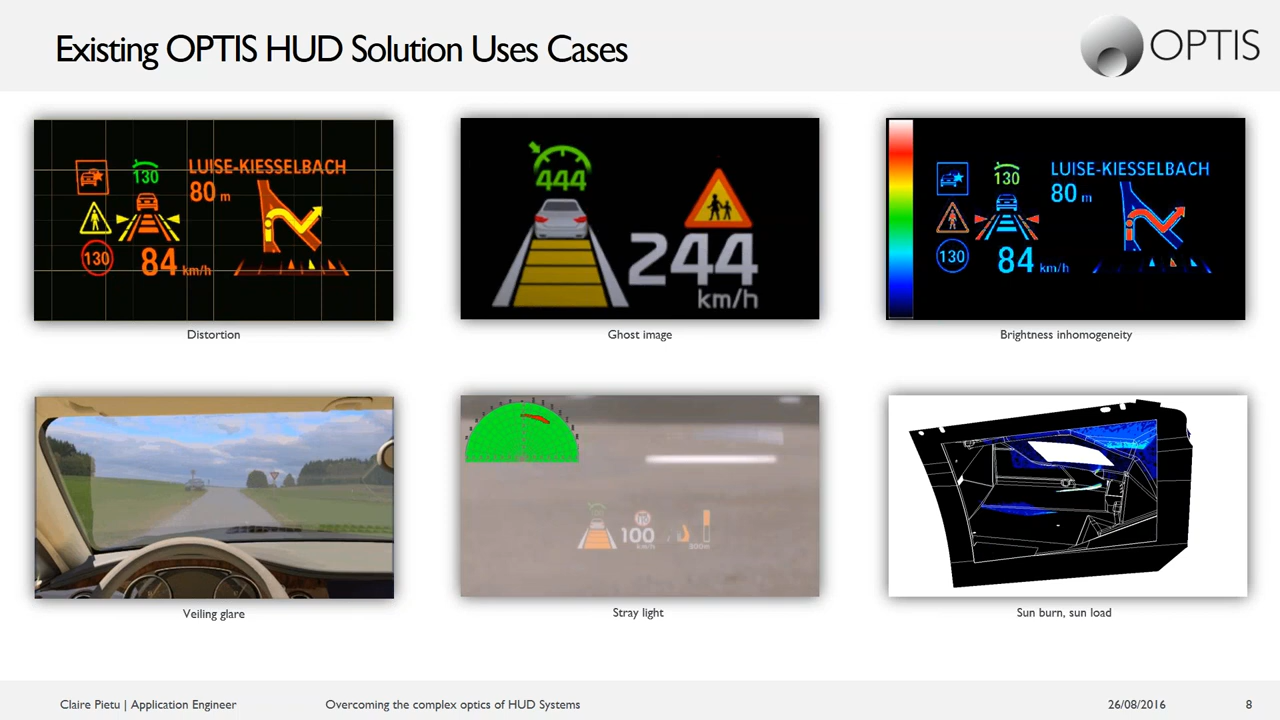 Existing OPTIS HUD Solution Uses Cases
OPTIS
LUISE-KIESSELBACH
130
80 m
130
84 km/h
Distortion
444
244
km/h
Ghost image
LUISE-KIESSELBACH
130
80 m
130
84 km/h
Brightness inhomogeneity
Veiling glare
100
km/h
300m
Stray light
Sun burn, sun load
Claire Pietu | Application Engineer
Overcoming the complex optics of HUD Systems
26/08/2016
8